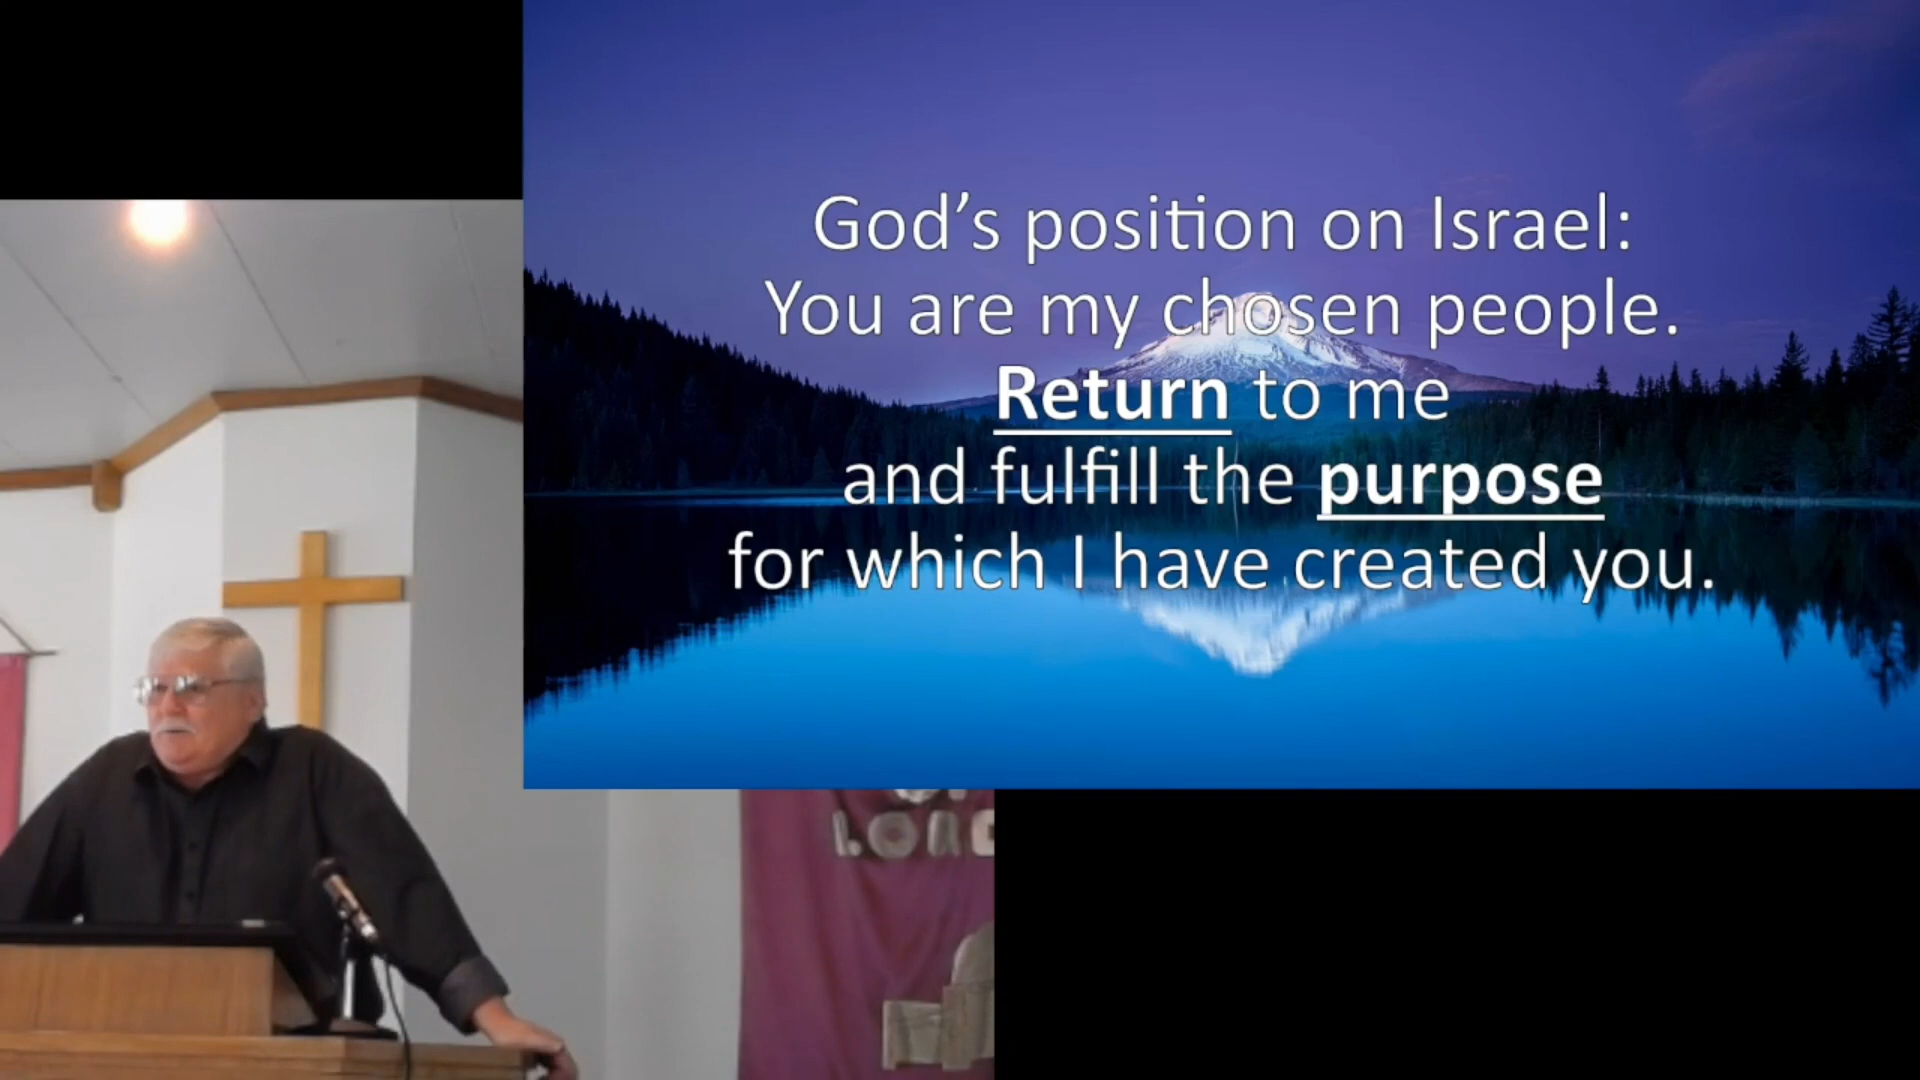 God's position on Israel:
You are my chosen people.
Return to me
and fulfill the purpose
for which I have created you.
LORD